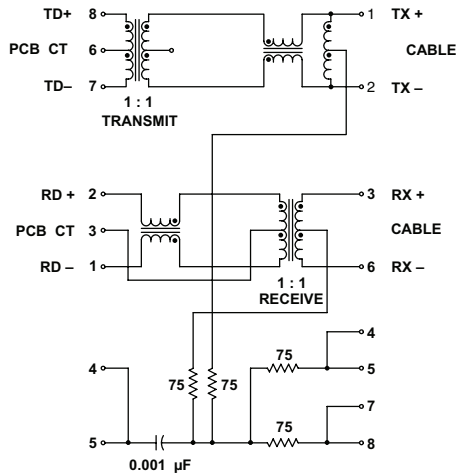 TD+ 8 1 TX +
PCB CT 6 CABLE
TD– 7 2 TX –
1 : 1
TRANSMIT
RD + 2 3 RX +
PCB CT 3 CABLE
RD – 1 6 RX –
1 : 1
RECEIVE
4
75
4 75 75 5
7
75
5 8
0.001 µF